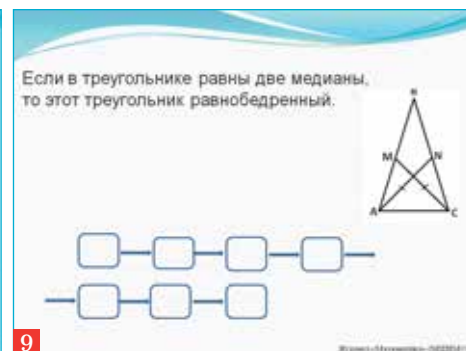 Если в треугольнике равны две медианы,
то этот треугольник равнобедренный.
В
M
N
A
C
9